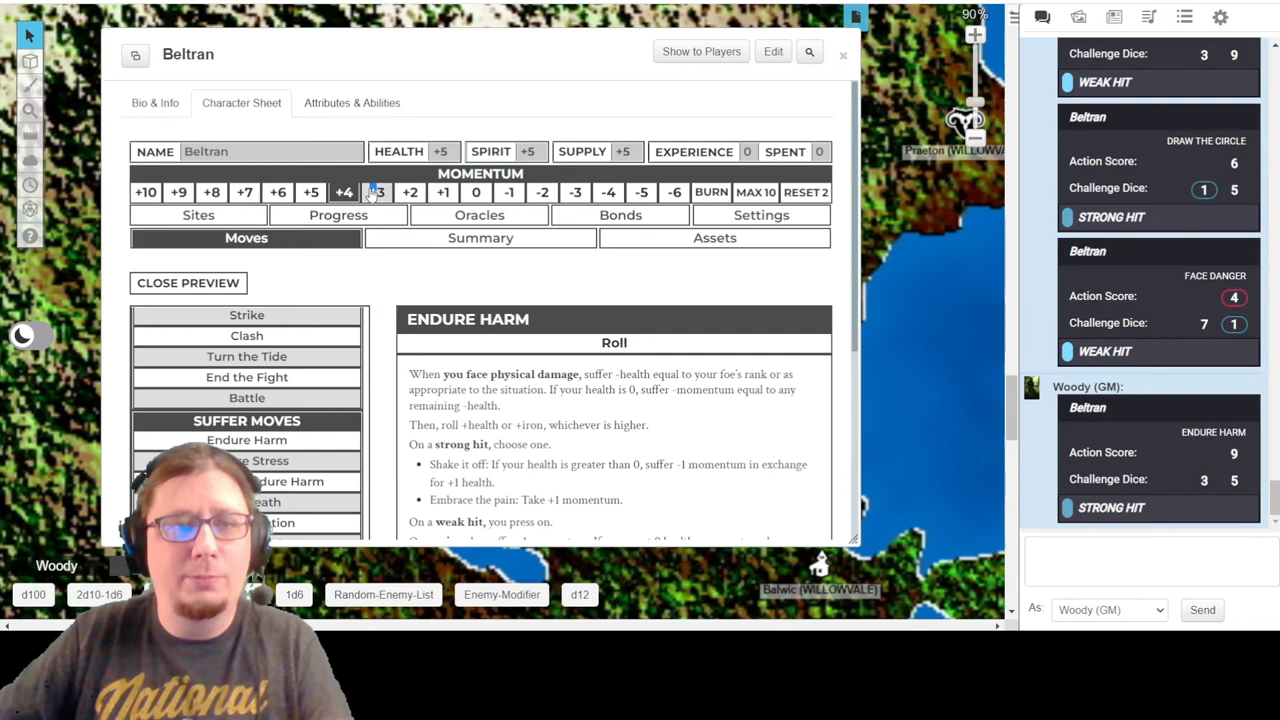 90%
Beltran
Show to Players
Edit
Bio & Info
Character Sheet
Attributes & Abilities
NAME Beltran
HEALTH +5
SPIRIT +5
SUPPLY +5
EXPERIENCE 0 SPENT 0
MOMENTUM
+10 +9 +8 +7 +6 +5 +4 +3 +2 +1 0 -1 -2 -3 -4 -5 -6 BURN MAX 10 RESET 2
Sites Progress Oracles Bonds Settings
Moves Summary Assets
CLOSE PREVIEW
Strike
Clash
Turn the Tide
End the Fight
Battle
SUFFER MOVES
Endure Harm
Stress
Endure Harm
ENDURE HARM
Roll
When you face physical damage, suffer -health equal to your foe's rank or as
appropriate to the situation. If your health is 0, suffer -momentum equal to any
remaining -health.
Then, roll +health or +iron, whichever is higher.
On a strong hit, choose one.
• Shake it off: If your health is greater than 0, suffer -1 momentum in exchange
for +1 health.
• Embrace the pain: Take +1 momentum.
On a weak hit, you press on.
Praeton (WILLOWVALE)
Balwic (WILLOWVALE)
Woody
d100
2d10-1d6
1d6
Random-Enemy-List
Enemy-Modifier
d12
Challenge Dice: 3 9
WEAK HIT
Beltran
DRAW THE CIRCLE
Action Score: 6
Challenge Dice: 1 5
STRONG HIT
Beltran
FACE DANGER
Action Score: 4
Challenge Dice: 7 1
WEAK HIT
Woody (GM):
Beltran
ENDURE HARM
Action Score: 9
Challenge Dice: 3 5
STRONG HIT
As: Woody (GM)
Send
National